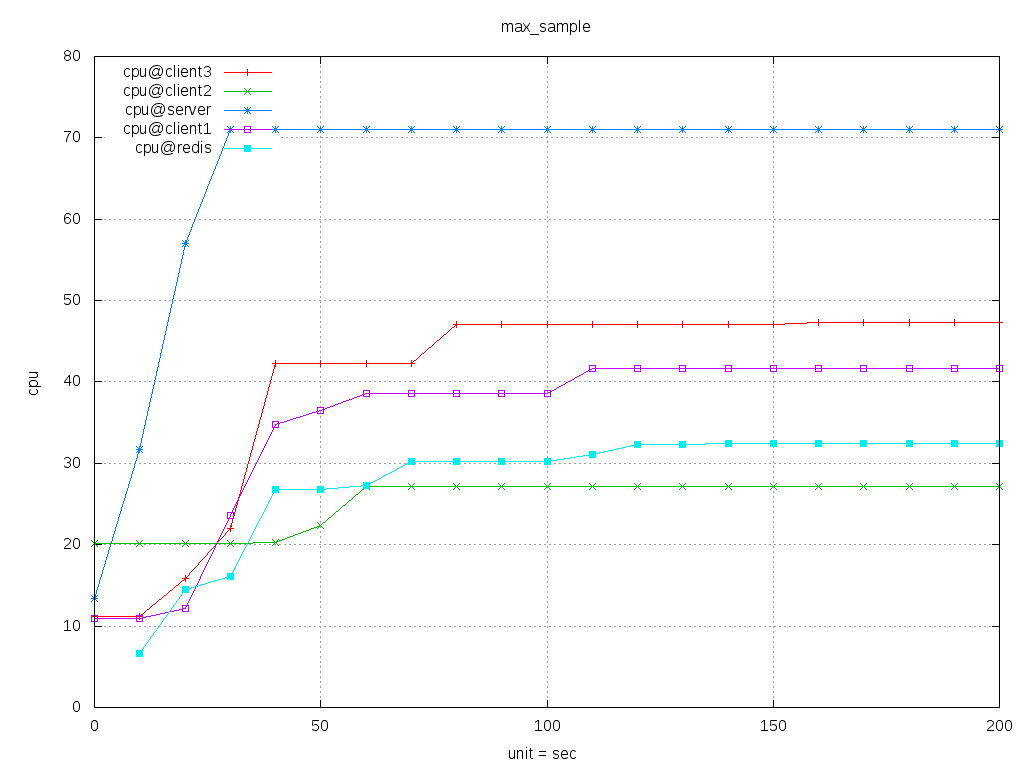 max_sample
80
70
60
50
40
30
20
10
0
cpu
cpu@client3
cpu@client2
cpu@server
cpu@client1
cpu@redis
0 50 100 150 200
unit = sec